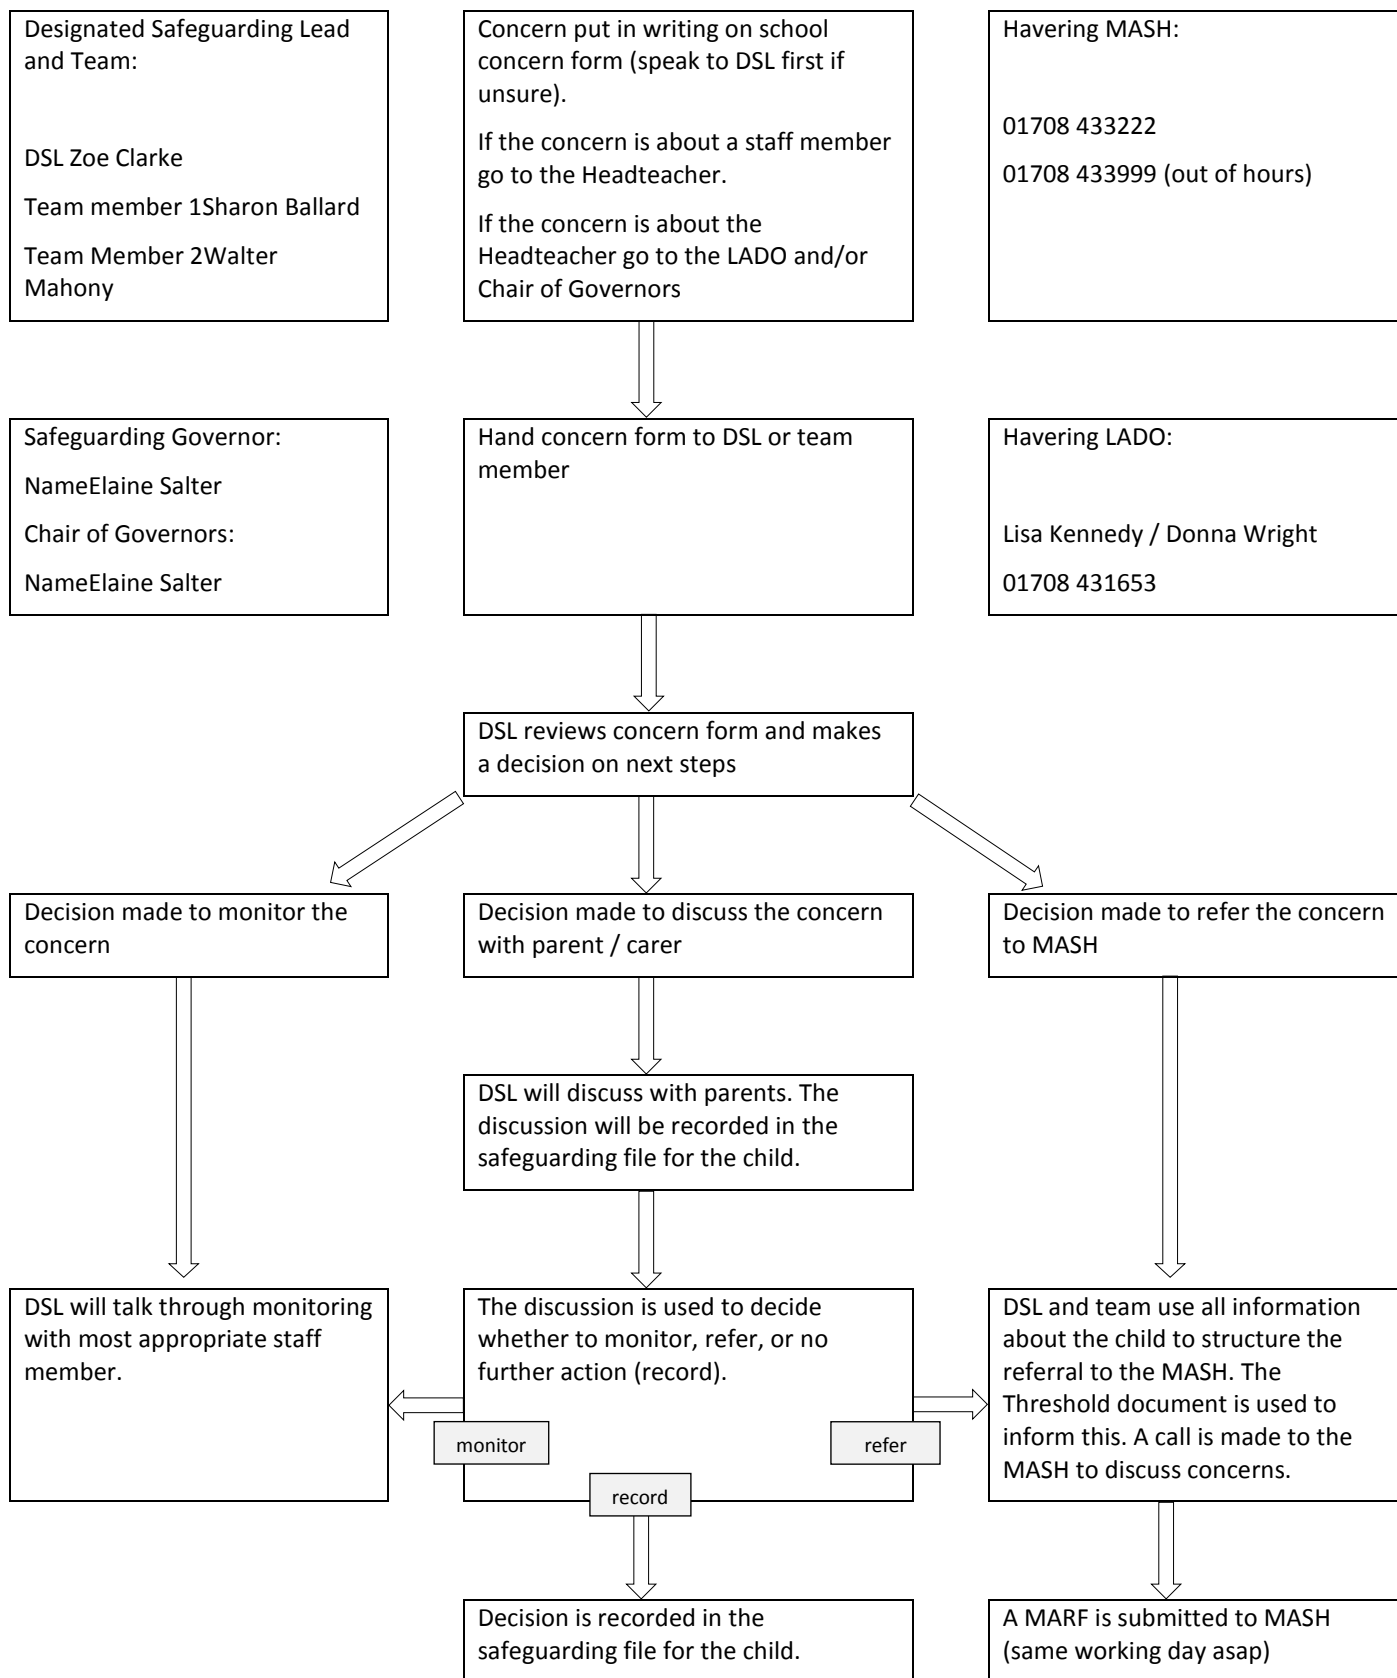 Designated Safeguarding Lead
and Team:
DSL Zoe Clarke
Team member 1Sharon Ballard
Team Member 2Walter
Mahony
Concern put in writing on school
concern form (speak to DSL first if
unsure).
If the concern is about a staff member
go to the Headteacher.
If the concern is about the
Headteacher go to the LADO and/or
Chair of Governors
Havering MASH:
01708 433222
01708 433999 (out of hours)
Safeguarding Governor:
NameElaine Salter
Chair of Governors:
NameElaine Salter
Hand concern form to DSL or team
member
Havering LADO:
Lisa Kennedy / Donna Wright
01708 431653
DSL reviews concern form and makes
a decision on next steps
Decision made to monitor the
concern
Decision made to discuss the concern
with parent / carer
Decision made to refer the concern
to MASH
DSL will discuss with parents. The
discussion will be recorded in the
safeguarding file for the child.
DSL will talk through monitoring
with most appropriate staff
member.
The discussion is used to decide
whether to monitor, refer, or no
further action (record).
monitor
refer
record
DSL and team use all information
about the child to structure the
referral to the MASH. The
Threshold document is used to
inform this. A call is made to the
MASH to discuss concerns.
Decision is recorded in the
safeguarding file for the child.
A MARF is submitted to MASH
(same working day asap)